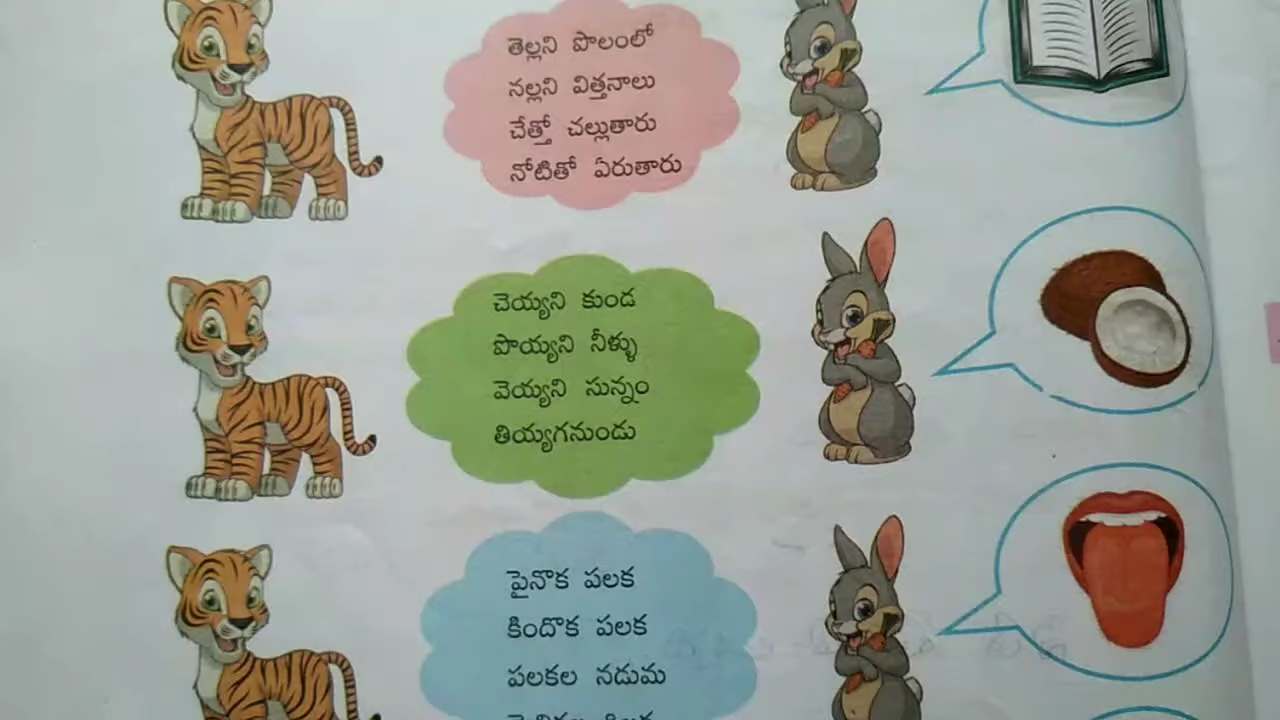 తెల్లని పొలంలో
నల్లని విత్తనాలు
చేత్తో చల్లుతారు
నోటితో ఏరుతారు
చెయ్యని కుండ
పొయ్యని నీళ్ళు
వెయ్యని సున్నం
తియ్యగనుండు
పైనొక పలక
కిందొక పలక
పలకల నడుమ